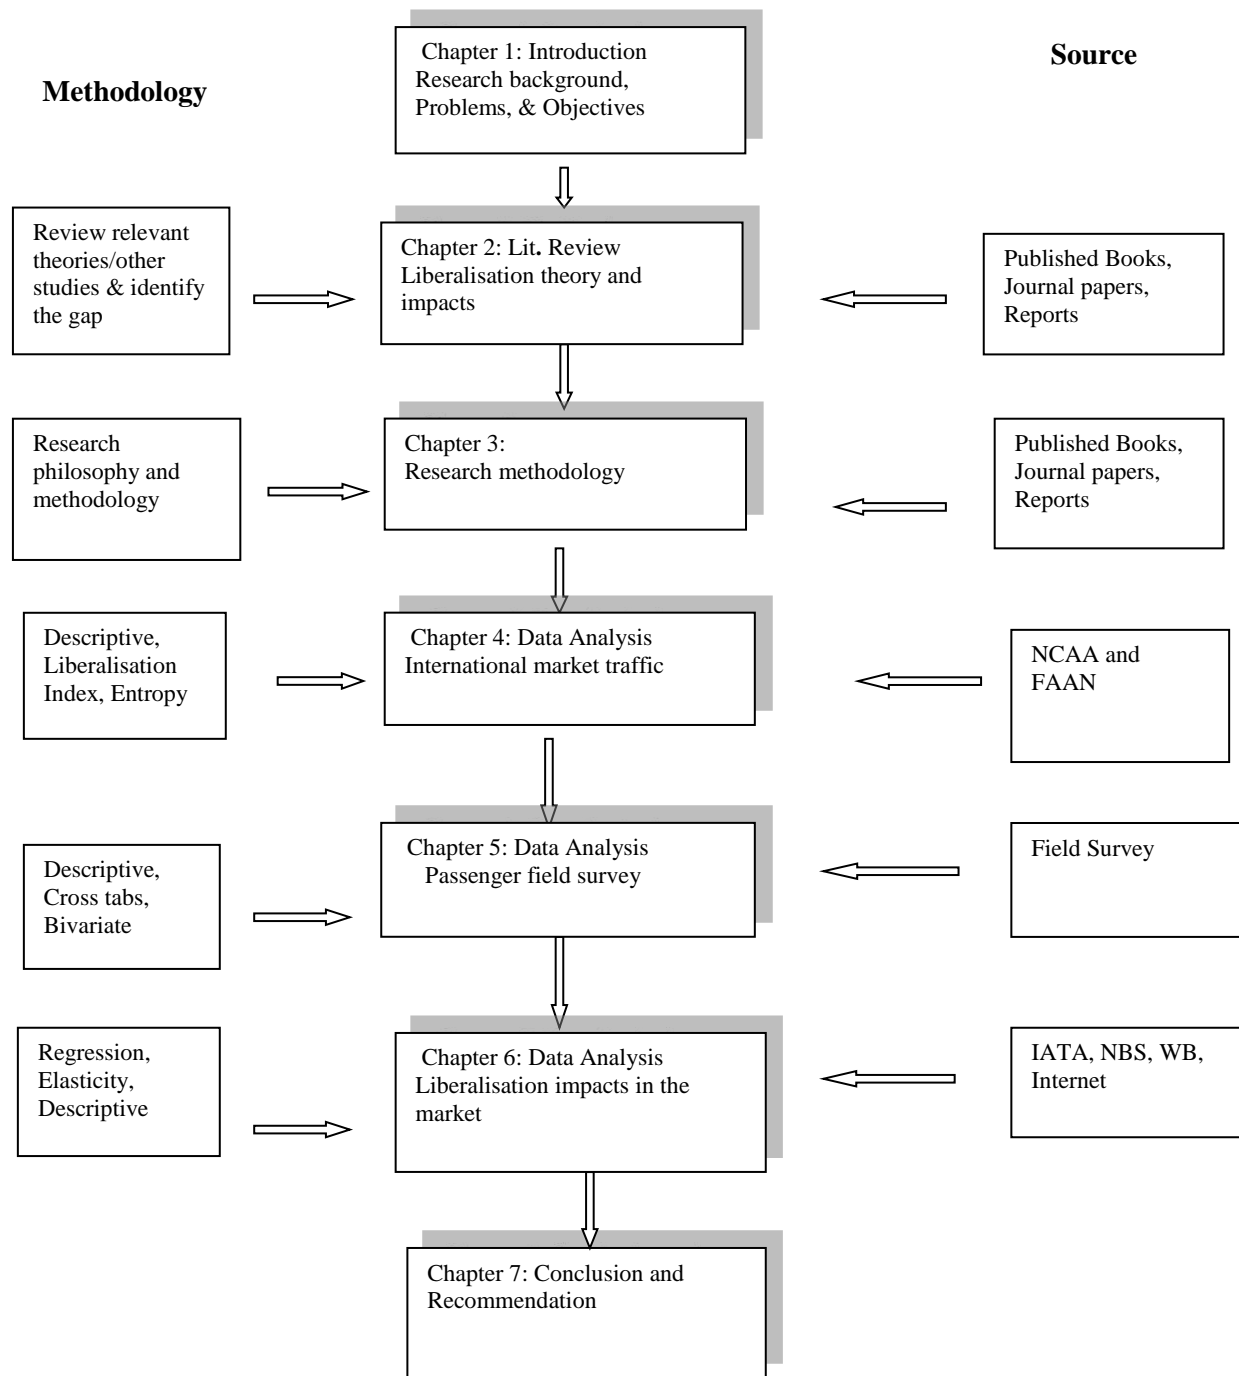 Chapter 1: Introduction
Research background,
Problems, & Objectives
Source
Methodology
Review relevant
theories/other
studies & identify
the gap
Chapter 2: Lit. Review
Liberalisation theory and
impacts
Published Books,
Journal papers,
Reports
Research
philosophy and
methodology
Chapter 3:
Research methodology
Published Books,
Journal papers,
Reports
Descriptive,
Liberalisation
Index, Entropy
Chapter 4: Data Analysis
International market traffic
NCAA and
FAAN
Descriptive,
Cross tabs,
Bivariate
Chapter 5: Data Analysis
Passenger field survey
Field Survey
Regression,
Elasticity,
Descriptive
Chapter 6: Data Analysis
Liberalisation impacts in the
market
IATA, NBS, WB,
Internet
Chapter 7: Conclusion and
Recommendation